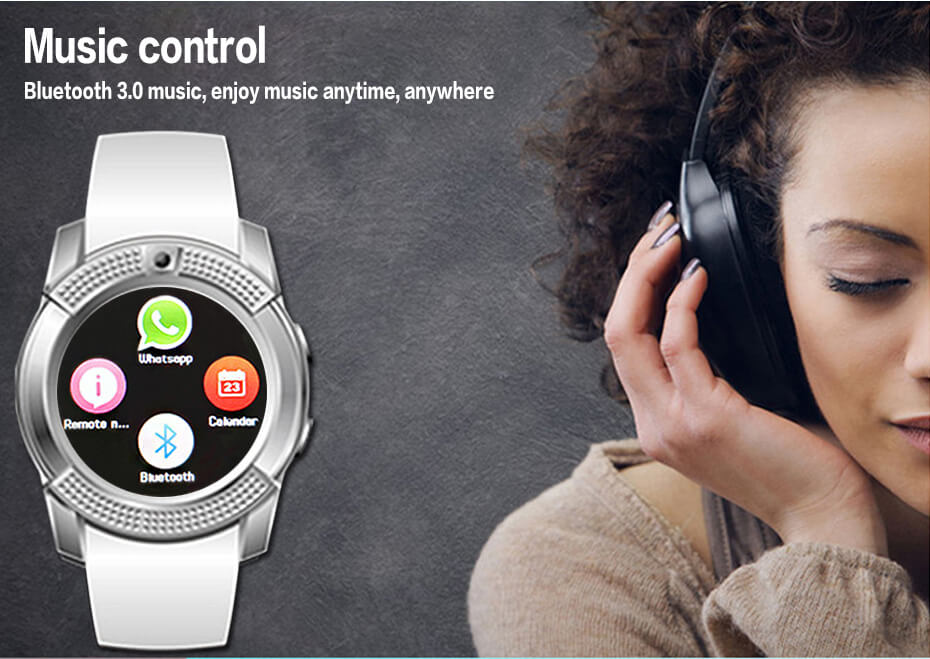 Music control
Bluetooth 3.0 music, enjoy music anytime, anywhere
Whatsapp
i
23
Remote n...
Calendar
Bluetooth